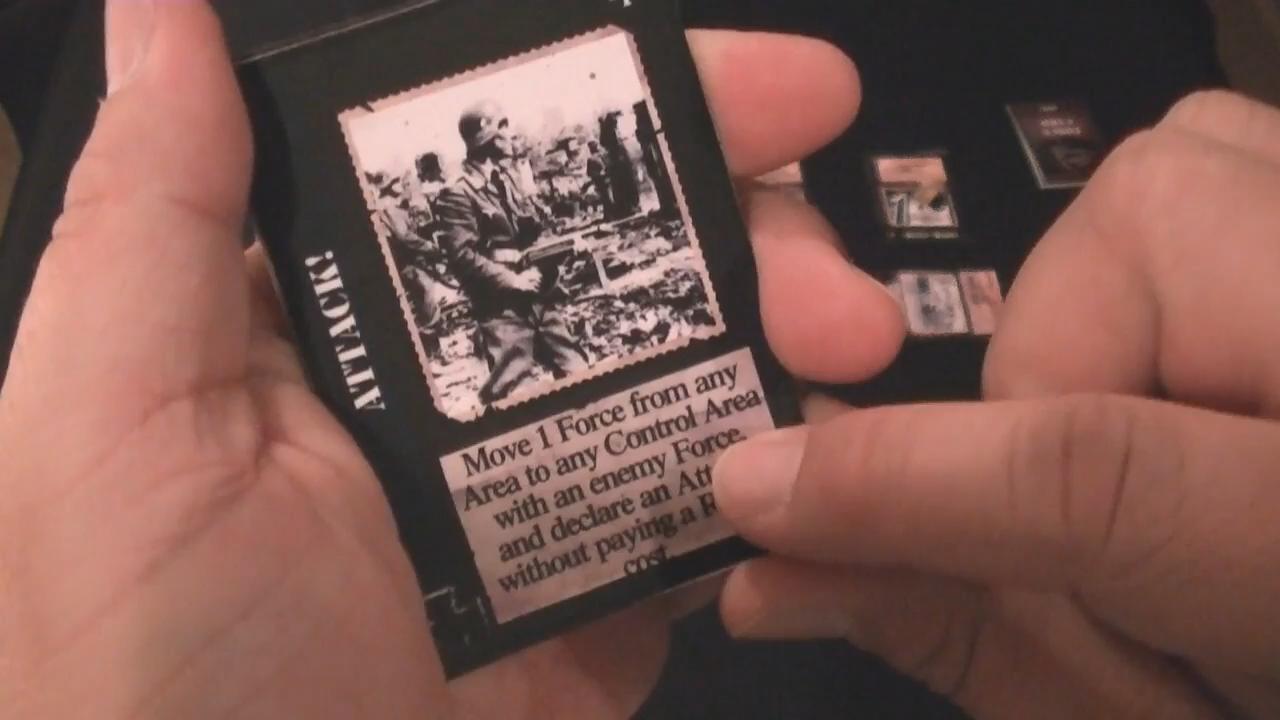 ATTACK!
Move 1 Force from any
Area to any Control Area
with an enemy Force
and declare an
without paying a
cost.